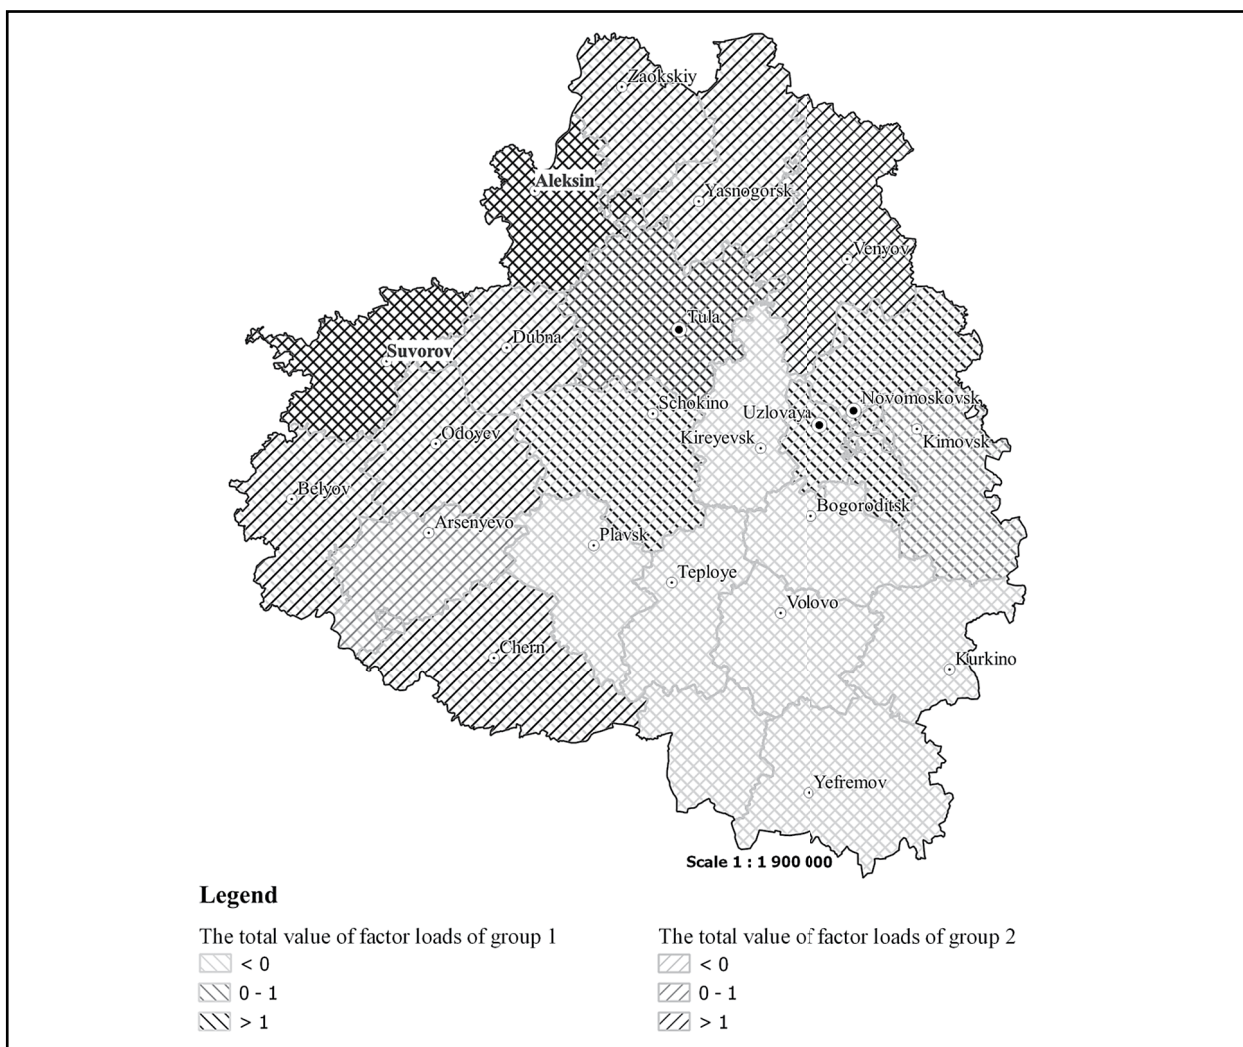 Zaokskiy
Aleksin
Yasnogorsk
Venyov
Tula
Dubna
Suvorov
Schokino
Uzlovaya
Novomoskovsk
Kireyevsk
Kimovsk
Odoyev
Belyov
Bogoroditsk
Arsenyevo
Plavsk
Teploye
Volovo
Chern
Kurkino
Yefremov
Scale 1 : 1 900 000
Legend
The total value of factor loads of group 1
< 0
0 - 1
> 1
The total value of factor loads of group 2
< 0
0 - 1
> 1